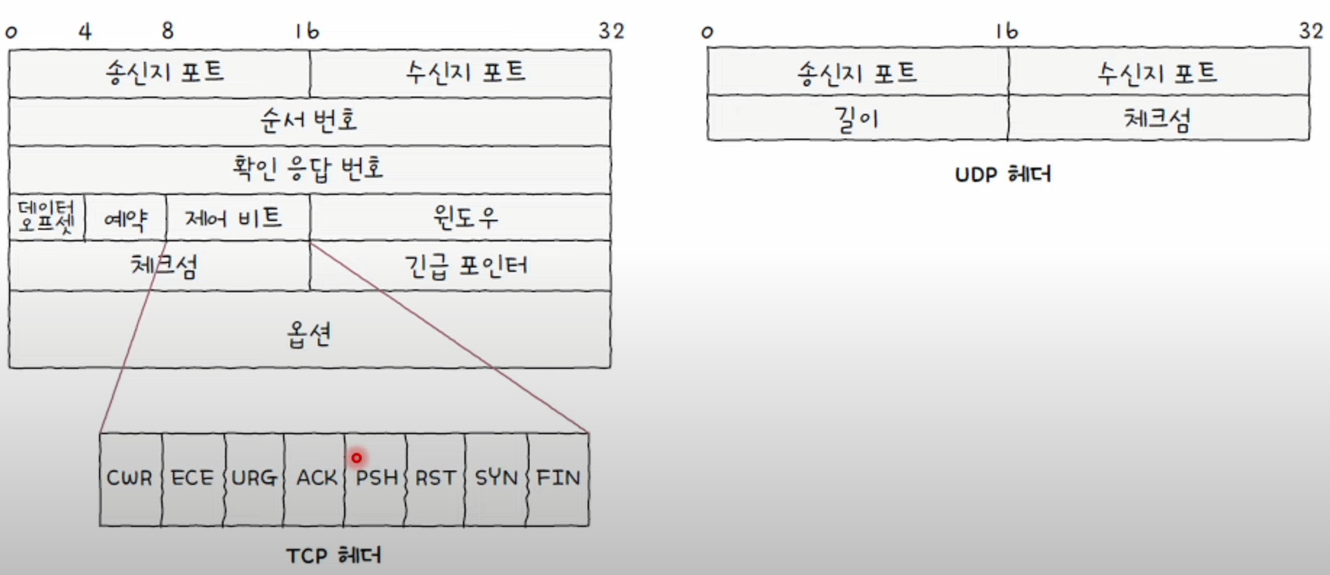 0 4 8 16 32
송신지 포트 수신지 포트
순서 번호
확인 응답 번호
데이터 오프셋 예약 제어 비트 윈도우
체크섬 긴급 포인터
옵션
CWR ECE URG ACK PSH RST SYN FIN
TCP 헤더
0 16 32
송신지 포트 수신지 포트
길이 체크섬
UDP 헤더